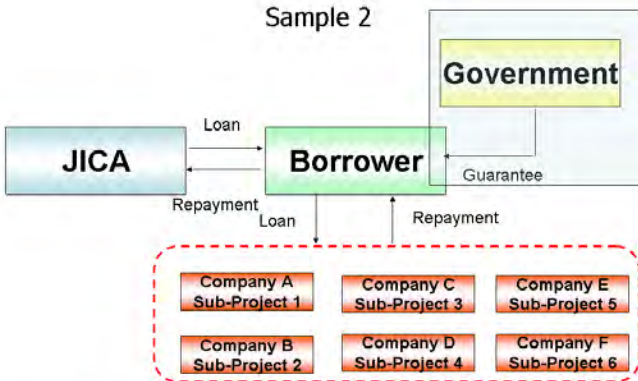 Sample 2
Government
Loan
JICA
Borrower
Guarantee
Repayment
Loan
Repayment
Company A
Sub-Project 1
Company C
Sub-Project 3
Company E
Sub-Project 5
Company B
Sub-Project 2
Company D
Sub-Project 4
Company F
Sub-Project 6